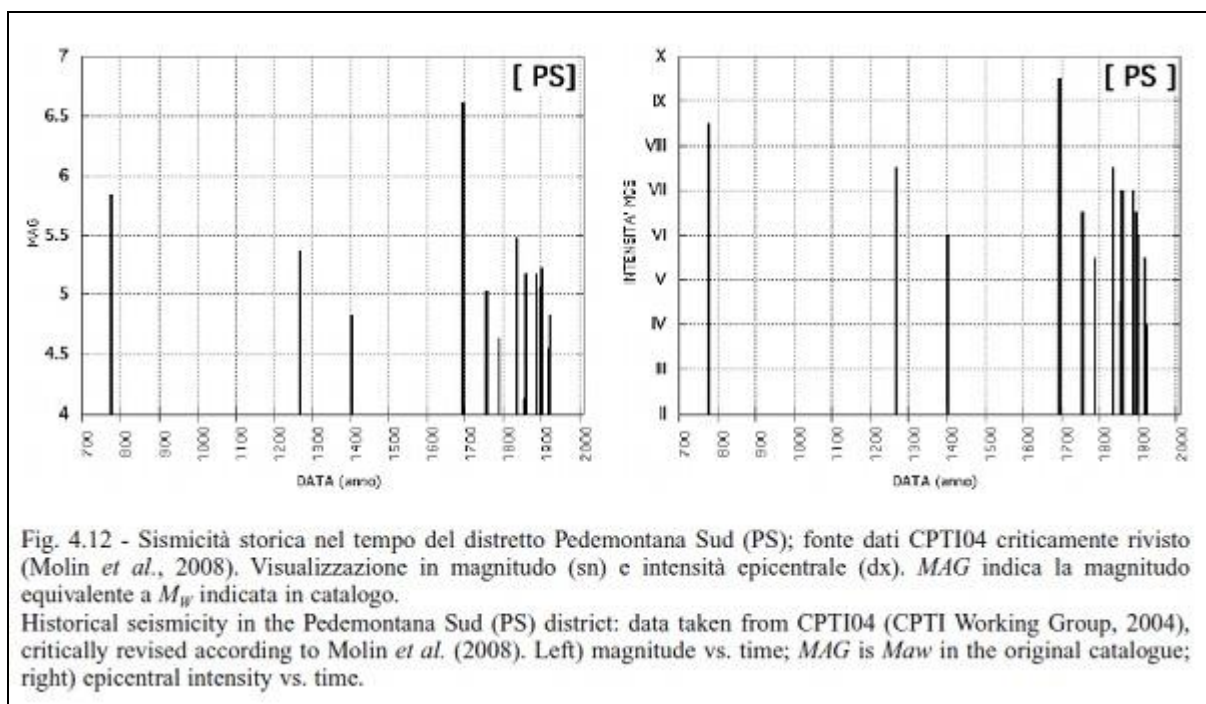 7
6.5
6
5.5
5
4.5
4
MAG
[ PS]
700
800
900
1000
1100
1200
1300
1400
1500
1600
1700
1800
1900
2000
DATA (anno)
X
IX
VIII
VII
VI
V
IV
III
II
INTENSITA' MCS
[ PS ]
700
800
900
1000
1100
1200
1300
1400
1500
1600
1700
1800
1900
2000
DATA (anno)
Fig. 4.12 - Sismicità storica nel tempo del distretto Pedemontana Sud (PS); fonte dati CPTI04 criticamente rivisto
(Molin et al., 2008). Visualizzazione in magnitudo (sn) e intensità epicentrale (dx). MAG indica la magnitudo
equivalente a MW indicata in catalogo.
Historical seismicity in the Pedemontana Sud (PS) district: data taken from CPTI04 (CPTI Working Group, 2004),
critically revised according to Molin et al. (2008). Left) magnitude vs. time; MAG is Maw in the original catalogue;
right) epicentral intensity vs. time.